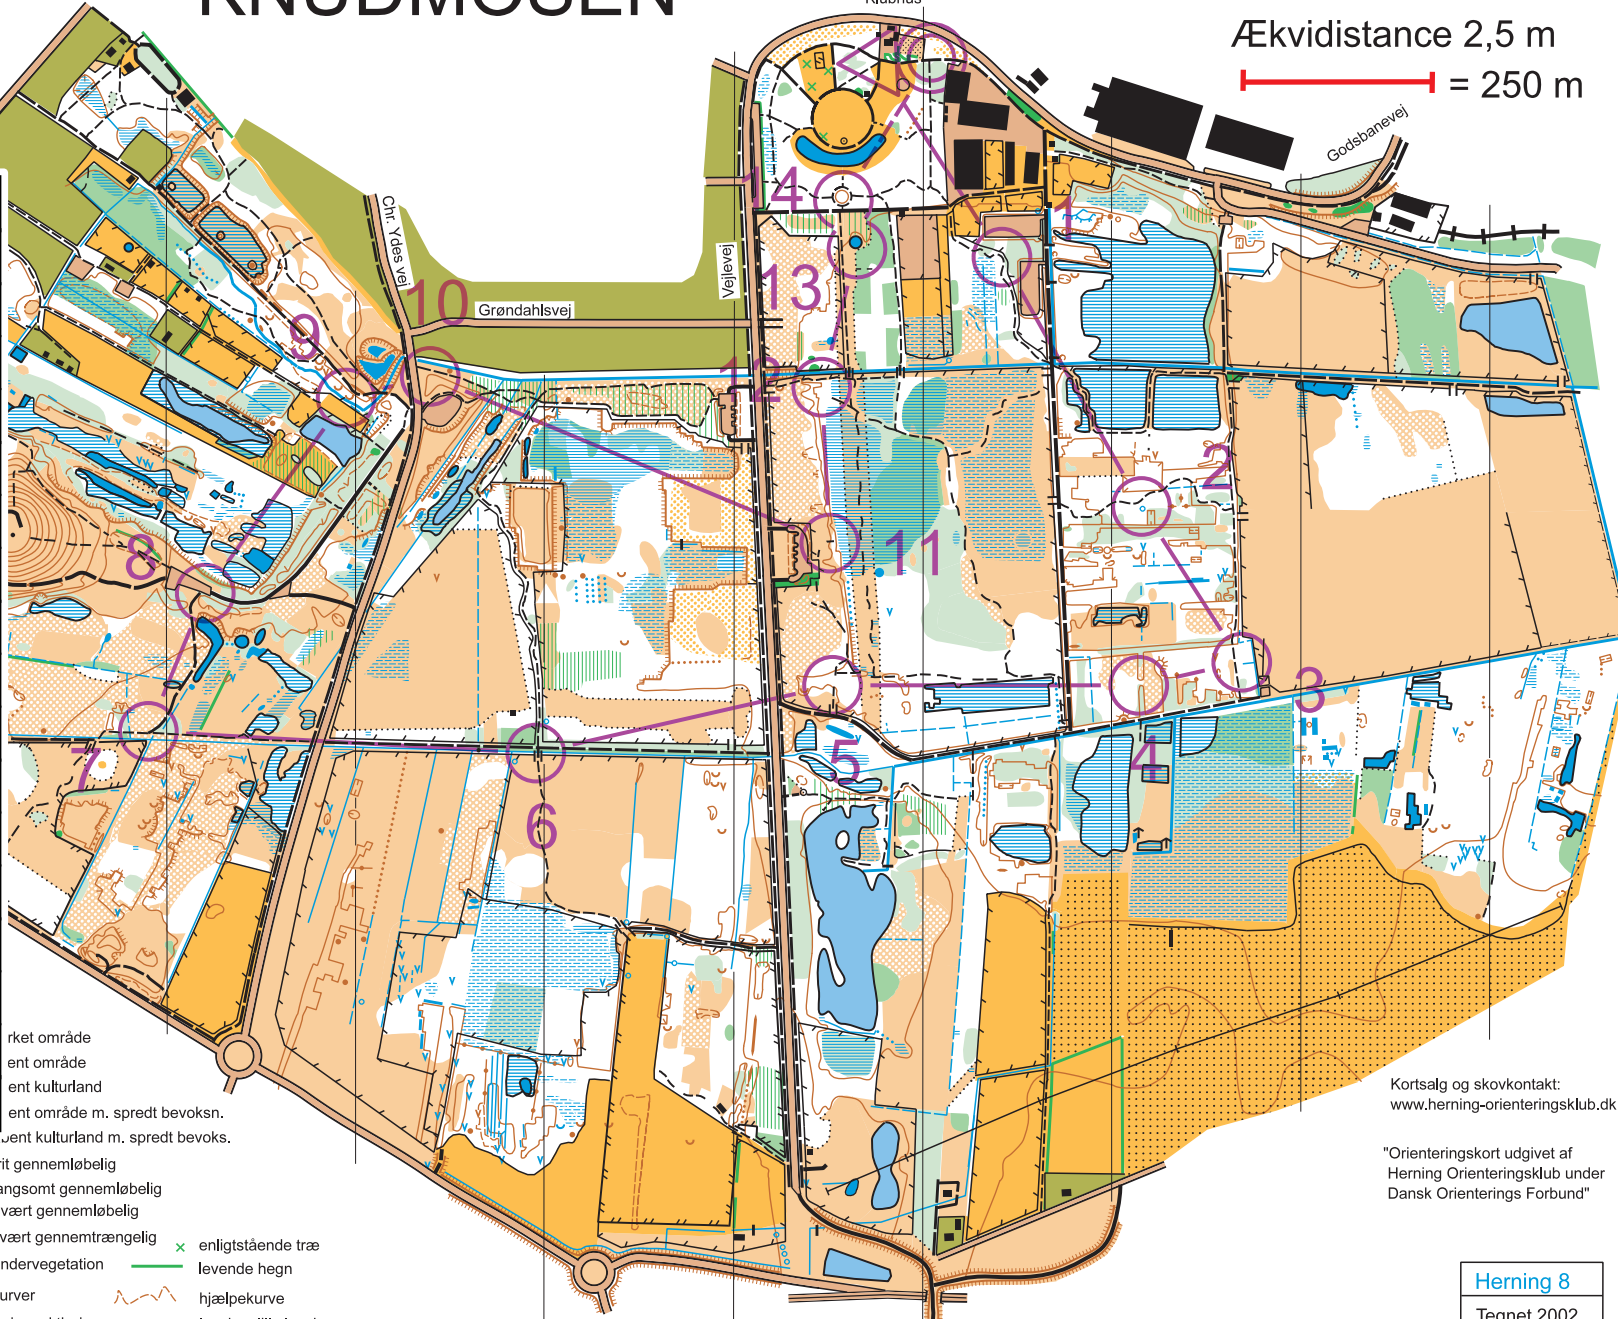 KNUDMOSEN
Klubhus
Ækvidistance 2,5 m
= 250 m
Godsbanevej
Chr. Ydes vej
Grøndahlsvej
Vejlevej
1
2
3
4
5
6
7
8
9
10
11
12
13
14
rket område
ent område
ent kulturland
ent område m. spredt bevoksn.
bent kulturland m. spredt bevoks.
rit gennemløbelig
angsomt gennemløbelig
vært gennemløbelig
vært gennemtrængelig
ndervegetation
urver
enligtstående træ
levende hegn
hjælpekurve
Kortsalg og skovkontakt:
www.herning-orienteringsklub.dk
"Orienteringskort udgivet af
Herning Orienteringsklub under
Dansk Orienterings Forbund"
Herning 8
Tegnet 2002